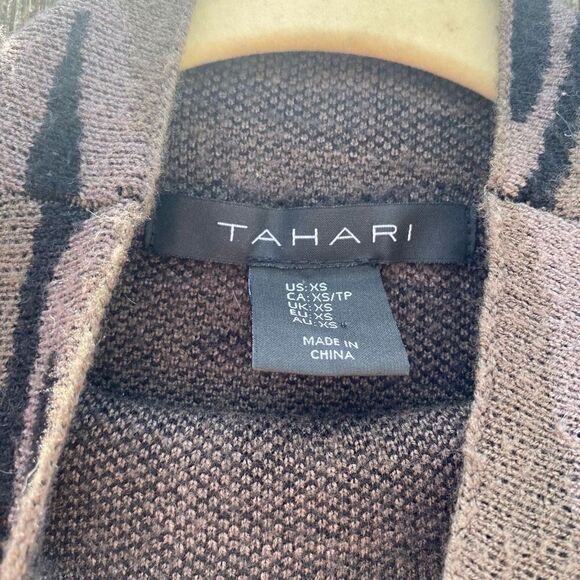 TAHARI
US:XS
CA:XS/TP
UK:XS
EU:XS
AU:XS
MADE IN
CHINA